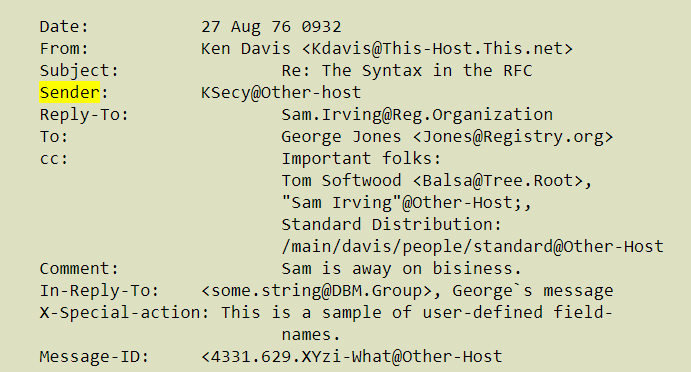 Date: 27 Aug 76 0932
From: Ken Davis <Kdavis@This-Host.This.net>
Subject: Re: The Syntax in the RFC
Sender: KSecy@Other-host
Reply-To: Sam.Irving@Reg.Organization
To: George Jones <Jones@Registry.org>
cc: Important folks:
Tom Softwood <Balsa@Tree.Root>,
"Sam Irving"@Other-Host;,
Standard Distribution:
/main/davis/people/standard@Other-Host
Comment: Sam is away on bisiness.
In-Reply-To: <some.string@DBM.Group>, George`s message
X-Special-action: This is a sample of user-defined field-
names.
Message-ID: <4331.629.XYzi-What@Other-Host